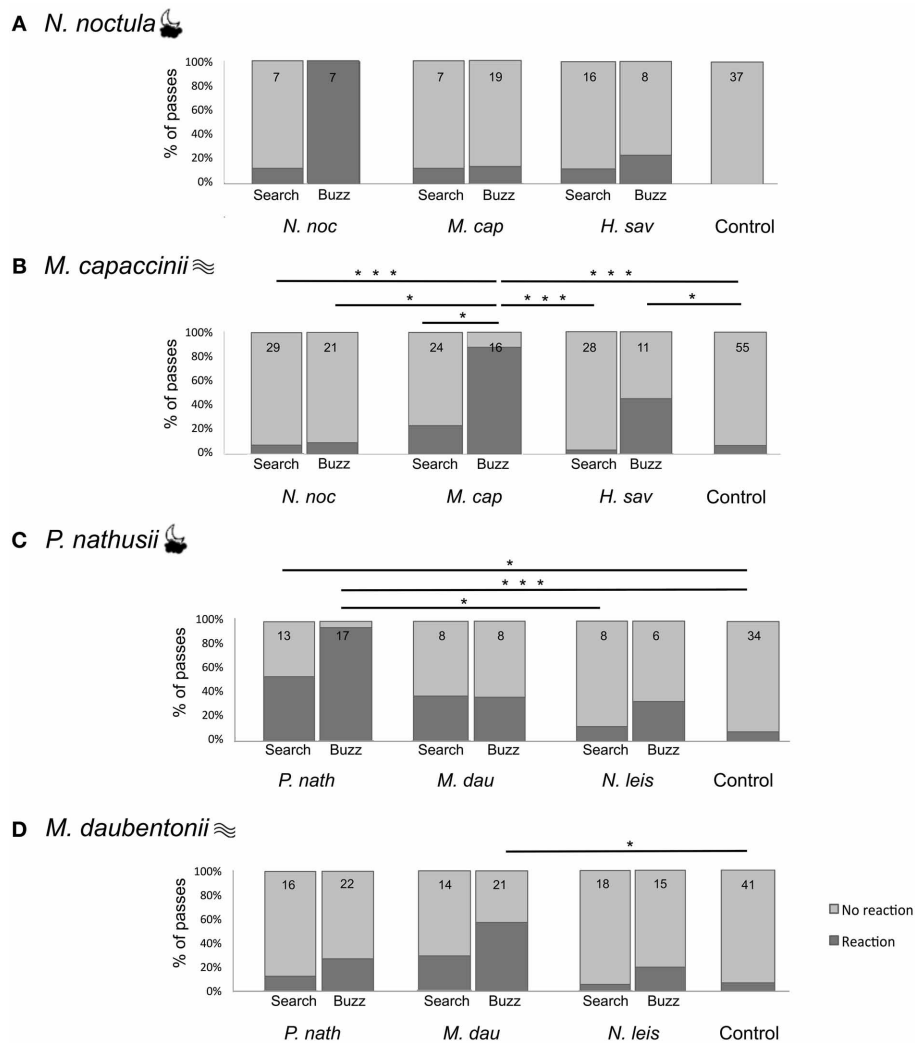 A N. noctula
% of passes
100%
80%
60%
40%
20%
0%
7 7 7 19 16 8 37
Search Buzz Search Buzz Search Buzz
N. noc M. cap H. sav Control
B M. capaccinii
* * * * * *
* * * * *
*
% of passes
100%
80%
60%
40%
20%
0%
29 21 24 16 28 11 55
Search Buzz Search Buzz Search Buzz
N. noc M. cap H. sav Control
C P. nathusii
*
* * *
*
% of passes
100%
80%
60%
40%
20%
0%
13 17 8 8 8 6 34
Search Buzz Search Buzz Search Buzz
P. nath M. dau N. leis Control
D M. daubentonii
*
% of passes
100%
80%
60%
40%
20%
0%
16 22 14 21 18 15 41
Search Buzz Search Buzz Search Buzz
P. nath M. dau N. leis Control
No reaction
Reaction